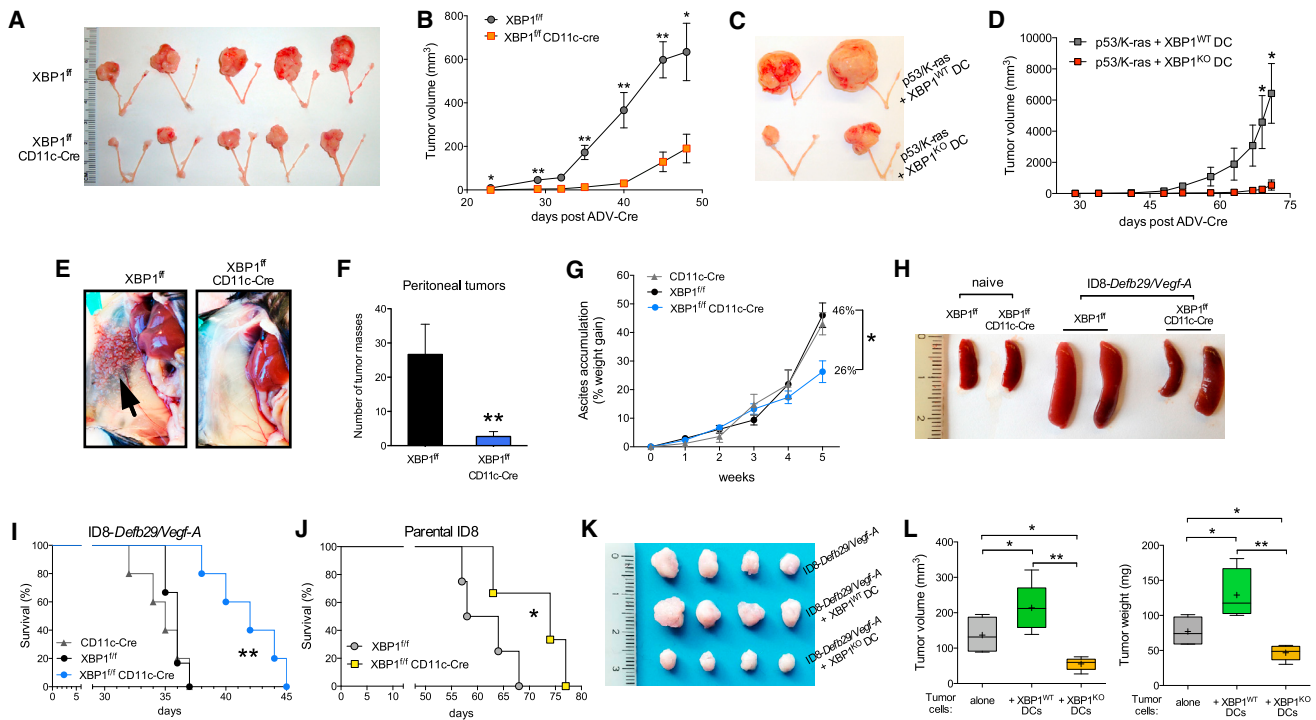 A
XBP1f/f
XBP1f/f
CD11c-Cre
B
XBP1f/f
XBP1f/f CD11c-cre
Tumor volume (mm3)
800
600
400
200
0
*
**
**
**
**
*
20 30 40 50
days post ADV-Cre
C
p53/K-ras
+ XBP1WT DC
p53/K-ras
+ XBP1KO DC
D
p53/K-ras + XBP1WT DC
p53/K-ras + XBP1KO DC
Tumor volume (mm3)
10000
8000
6000
4000
2000
0
*
*
30 45 60 75
days post ADV-Cre
E
XBP1f/f
XBP1f/f
CD11c-Cre
F
Peritoneal tumors
Number of tumor masses
40
30
20
10
0
**
XBP1f/f
XBP1f/f
CD11c-Cre
G
CD11c-Cre
XBP1f/f
XBP1f/f CD11c-Cre
Ascites accumulation
(% weight gain)
60
50
40
30
20
10
0
46%
*
26%
0 1 2 3 4 5
weeks
H
naive
ID8-Defb29/Vegf-A
XBP1f/f
XBP1f/f
CD11c-Cre
XBP1f/f
XBP1f/f
CD11c-Cre
1
2
I
ID8-Defb29/Vegf-A
Survival (%)
100
80
60
40
20
0
CD11c-Cre
XBP1f/f
XBP1f/f CD11c-Cre
**
0 5 30 35 40 45
days
J
Parental ID8
Survival (%)
100
80
60
40
20
0
*
XBP1f/f
XBP1f/f CD11c-Cre
0 10 50 55 60 65 70 75 80
days
K
0
1
2
3
ID8-Defb29/Vegf-A
ID8-Defb29/Vegf-A
+ XBP1WT DC
ID8-Defb29/Vegf-A
+ XBP1KO DC
L
Tumor volume (mm3)
500
400
300
200
100
0
*
*
**
Tumor
cells:
alone
+ XBP1WT
DCs
+ XBP1KO
DCs
Tumor weight (mg)
200
150
100
50
0
*
*
**
Tumor
cells:
alone
+ XBP1WT
DCs
+ XBP1KO
DCs